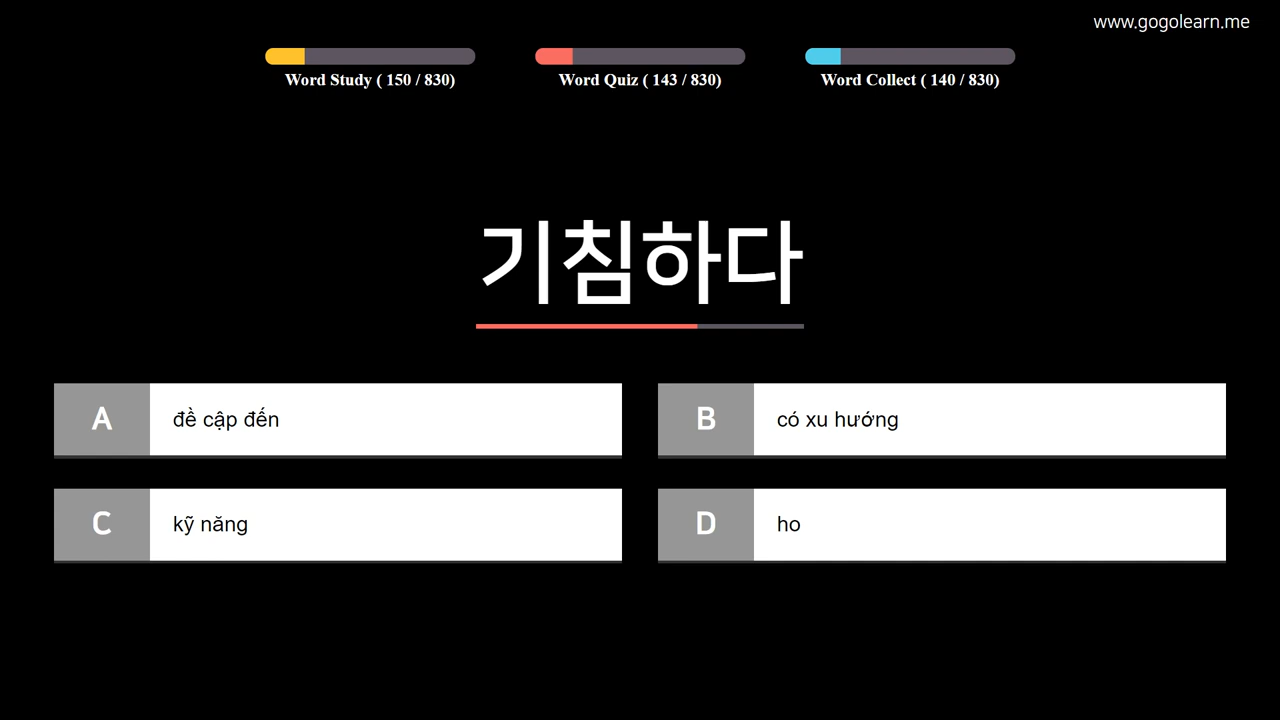 www.gogolearn.me
Word Study ( 150 / 830)
Word Quiz ( 143 / 830)
Word Collect ( 140 / 830)
기침하다
A đề cập đến
B có xu hướng
C kỹ năng
D ho